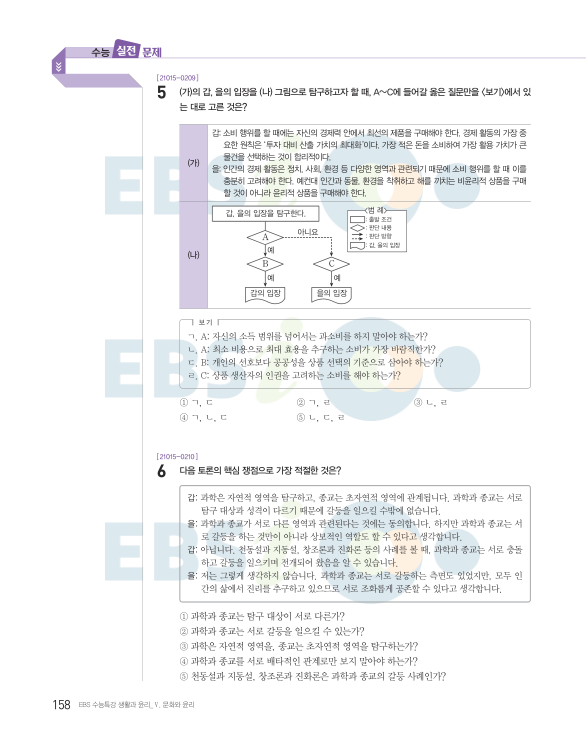 수능 실전 문제
[21015-0209]
5 (가)의 갑, 을의 입장을 (나) 그림으로 탐구하고자 할 때, A~C에 들어갈 옳은 질문만을 <보기>에서 있
는 대로 고른 것은?
(가)
갑: 소비 행위를 할 때에는 자신의 경제력 안에서 최선의 제품을 구매해야 한다. 경제 활동의 가장 중
요한 원칙은 '투자 대비 산출 가치의 최대화'이다. 가장 적은 돈을 소비하여 가장 활용 가치가 큰
물건을 선택하는 것이 합리적이다.
을: 인간의 경제 활동은 정치, 사회, 환경 등 다양한 영역과 관련되기 때문에 소비 행위를 할 때 이를
충분히 고려해야 한다. 예컨대 인간과 동물, 환경을 착취하고 해를 끼치는 비윤리적 상품을 구매
할 것이 아니라 윤리적 상품을 구매해야 한다.
(나)
갑, 을의 입장을 탐구한다.
<범 례>
: 출발 조건
: 판단 내용
: 판단 방향
: 갑, 을의 입장
A
아니요
예
B
C
예
예
갑의 입장
을의 입장
보기
ㄱ. A: 자신의 소득 범위를 넘어서는 과소비를 하지 말아야 하는가?
ㄴ. A: 최소 비용으로 최대 효용을 추구하는 소비가 가장 바람직한가?
ㄷ. B: 개인의 선호보다 공공성을 상품 선택의 기준으로 삼아야 하는가?
ㄹ. C: 상품 생산자의 인권을 고려하는 소비를 해야 하는가?
① ㄱ, ㄷ
② ㄱ, ㄹ
③ ㄴ, ㄹ
④ ㄱ, ㄴ, ㄷ
⑤ ㄴ, ㄷ, ㄹ
[21015-0210]
6 다음 토론의 핵심 쟁점으로 가장 적절한 것은?
갑: 과학은 자연적 영역을 탐구하고, 종교는 초자연적 영역에 관계됩니다. 과학과 종교는 서로
탐구 대상과 성격이 다르기 때문에 갈등을 일으킬 수밖에 없습니다.
을: 과학과 종교가 서로 다른 영역과 관련된다는 것에는 동의합니다. 하지만 과학과 종교는 서
로 갈등을 하는 것만이 아니라 상보적인 역할도 할 수 있다고 생각합니다.
갑: 아닙니다. 천동설과 지동설, 창조론과 진화론 등의 사례를 볼 때, 과학과 종교는 서로 충돌
하고 갈등을 일으키며 전개되어 왔음을 알 수 있습니다.
을: 저는 그렇게 생각하지 않습니다. 과학과 종교는 서로 갈등하는 측면도 있었지만, 모두 인
간의 삶에서 진리를 추구하고 있으므로 서로 조화롭게 공존할 수 있다고 생각합니다.
① 과학과 종교는 탐구 대상이 서로 다른가?
② 과학과 종교는 서로 갈등을 일으킬 수 있는가?
③ 과학은 자연적 영역을, 종교는 초자연적 영역을 탐구하는가?
④ 과학과 종교를 서로 배타적인 관계로만 보지 말아야 하는가?
⑤ 천동설과 지동설, 창조론과 진화론은 과학과 종교의 갈등 사례인가?
158 EBS 수능특강 생활과 윤리_ V. 문화와 윤리
EBSi
EBSi
EBSi